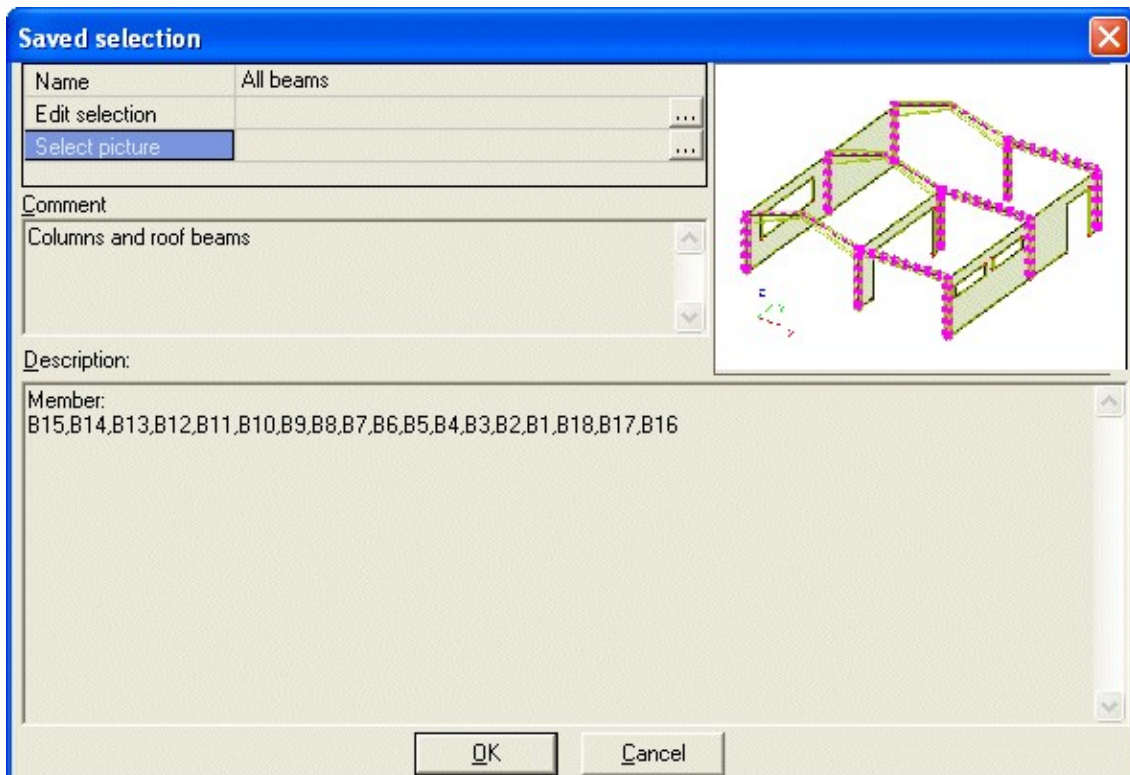 Saved selection
Name All beams
Edit selection ...
Select picture ...
Comment
Columns and roof beams
Description:
Member:
B15,B14,B13,B12,B11,B10,B9,B8,B7,B6,B5,B4,B3,B2,B1,B18,B17,B16
OK Cancel